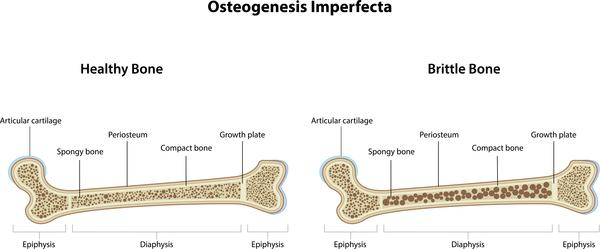 Osteogenesis Imperfecta
Healthy Bone
Articular cartilage
Periosteum
Growth plate
Spongy bone
Compact bone
Epiphysis
Diaphysis
Epiphysis
Brittle Bone
Articular cartilage
Periosteum
Growth plate
Spongy bone
Compact bone
Epiphysis
Diaphysis
Epiphysis